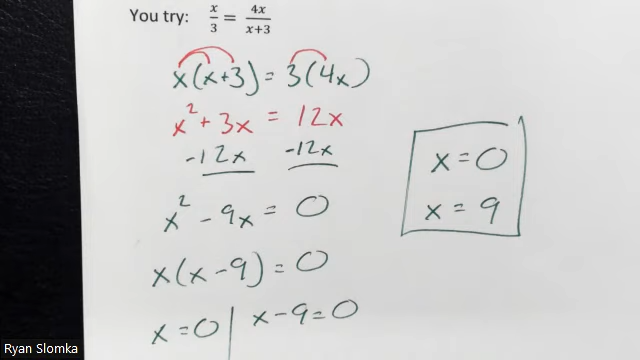 You try: x/3 = 4x/(x+3)
x(x+3) = 3(4x)
x² + 3x = 12x
-12x -12x
x² - 9x = 0
x(x-9) = 0
x = 0 | x-9=0
x = 0
x = 9
Ryan Slomka